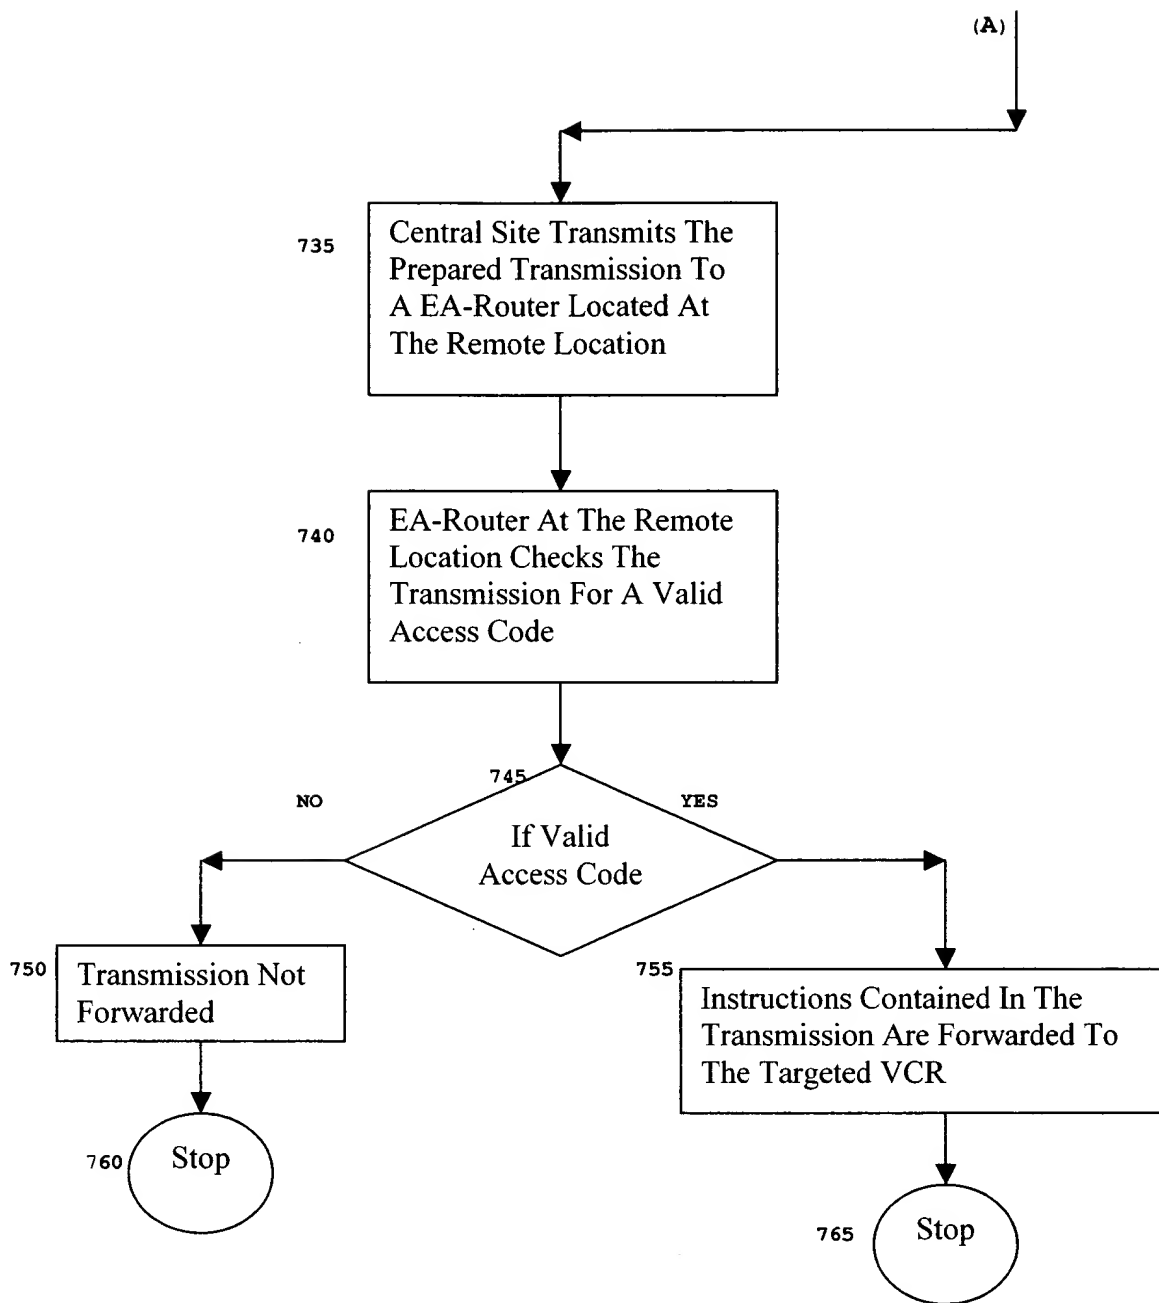 (A)
735
Central Site Transmits The
Prepared Transmission To
A EA-Router Located At
The Remote Location
740
EA-Router At The Remote
Location Checks The
Transmission For A Valid
Access Code
745
NO
YES
If Valid
Access Code
750
Transmission Not
Forwarded
755
Instructions Contained In The
Transmission Are Forwarded To
The Targeted VCR
760
Stop
765
Stop